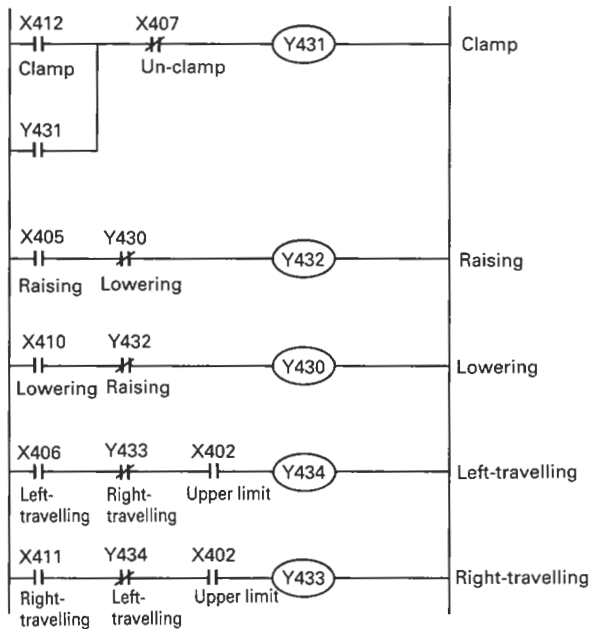 X412 X407
Y431 Clamp
Clamp Un-clamp
Y431
X405 Y430
Y432 Raising
Raising Lowering
X410 Y432
Y430 Lowering
Lowering Raising
X406 Y433 X402
Y434 Left-travelling
Left- Right- Upper limit
travelling travelling
X411 Y434 X402
Y433 Right-travelling
Right- Left- Upper limit
travelling travelling